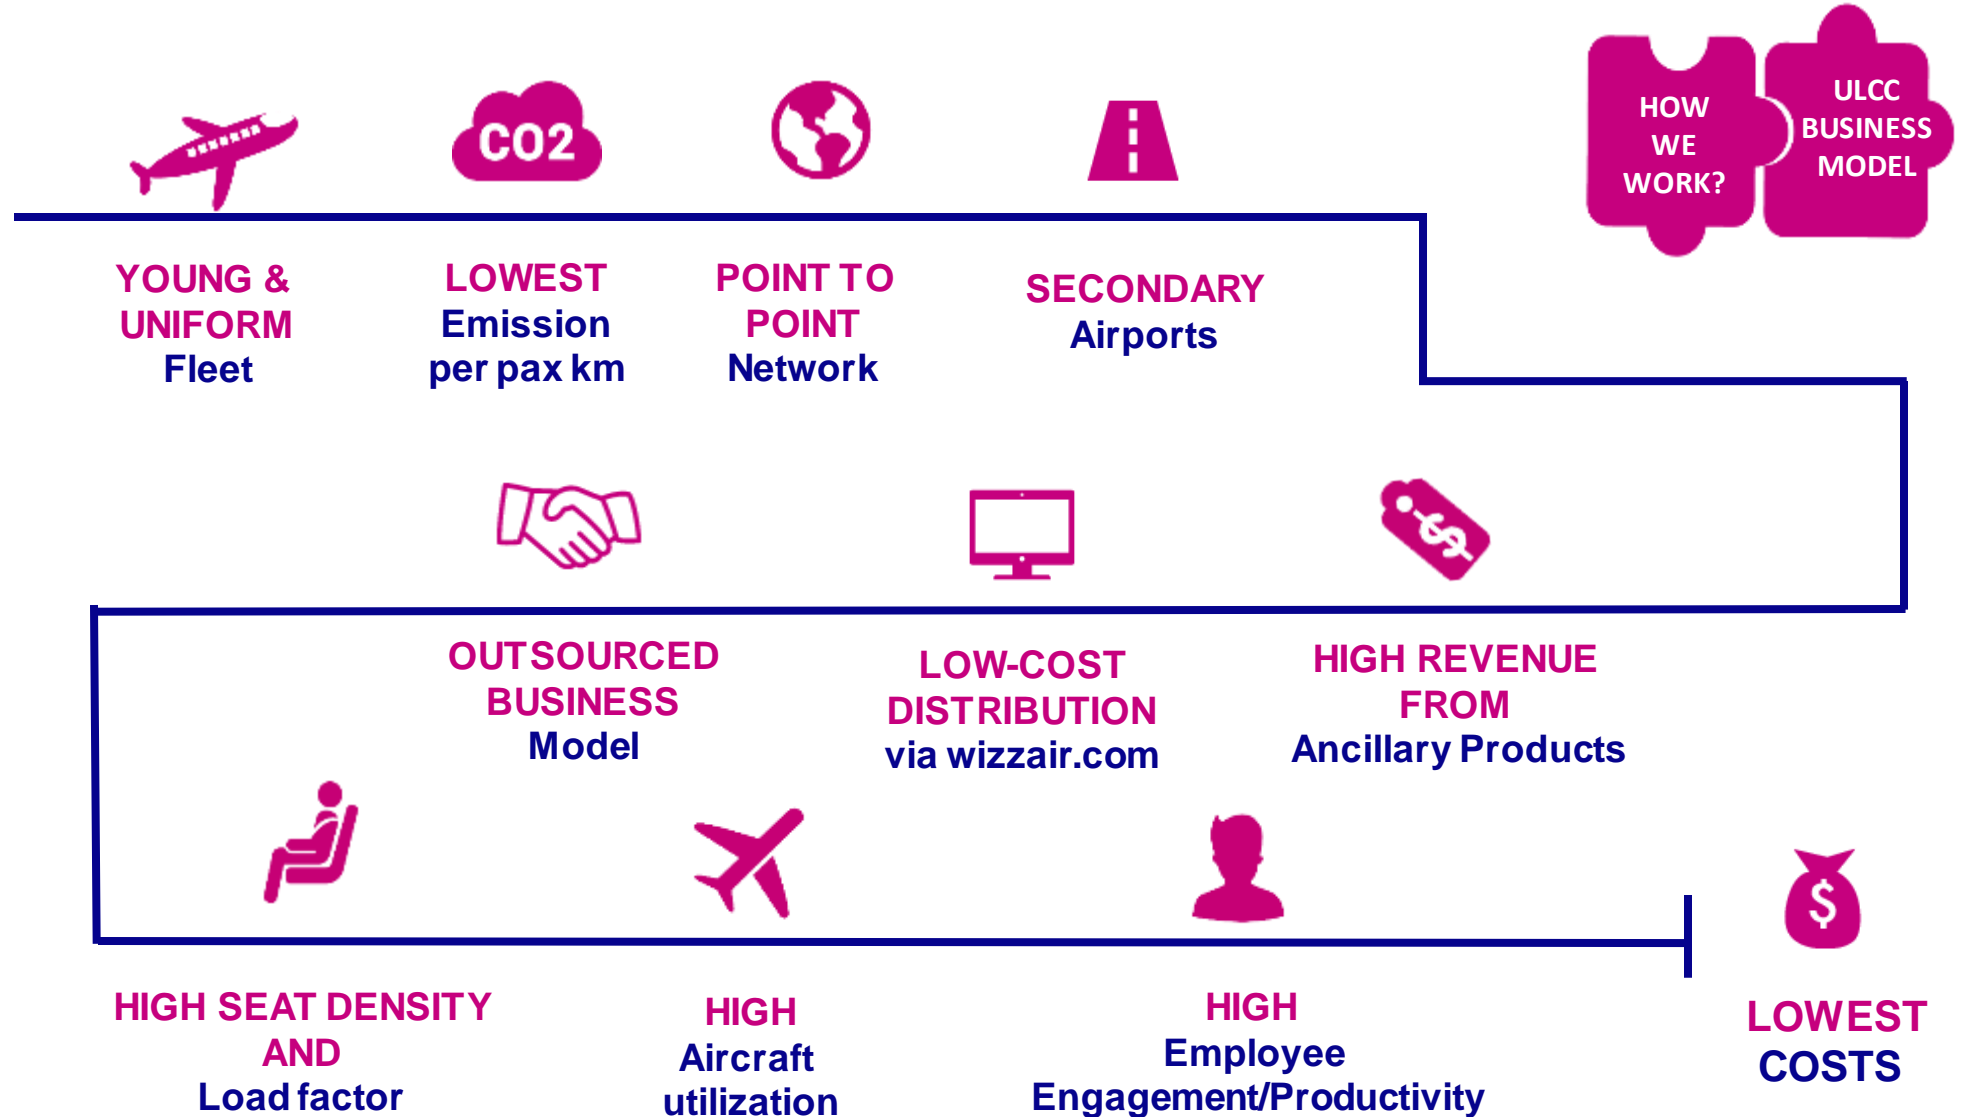 HOW
WE
WORK?
ULCC
BUSINESS
MODEL
CO2
YOUNG &
UNIFORM
Fleet
LOWEST
Emission
per pax km
POINT TO
POINT
Network
SECONDARY
Airports
$
OUTSOURCED
BUSINESS
Model
LOW-COST
DISTRIBUTION
via wizzair.com
HIGH REVENUE
FROM
Ancillary Products
$
HIGH SEAT DENSITY
AND
Load factor
HIGH
Aircraft
utilization
HIGH
Employee
Engagement/Productivity
LOWEST
COSTS